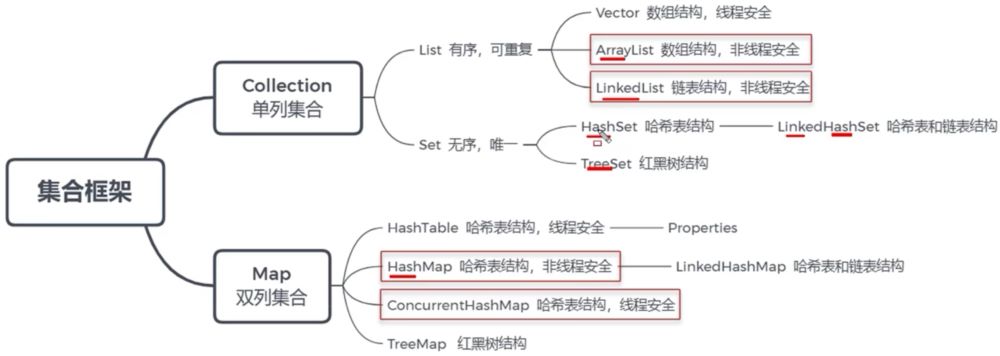 集合框架
Collection
单列集合
List 有序，可重复
Vector 数组结构，线程安全
ArrayList 数组结构，非线程安全
LinkedList 链表结构，非线程安全
Set 无序，唯一
HashSet 哈希表结构
LinkedHashSet 哈希表和链表结构
TreeSet 红黑树结构
Map
双列集合
HashTable 哈希表结构，线程安全
Properties
HashMap 哈希表结构，非线程安全
LinkedHashMap 哈希表和链表结构
ConcurrentHashMap 哈希表结构，线程安全
TreeMap 红黑树结构